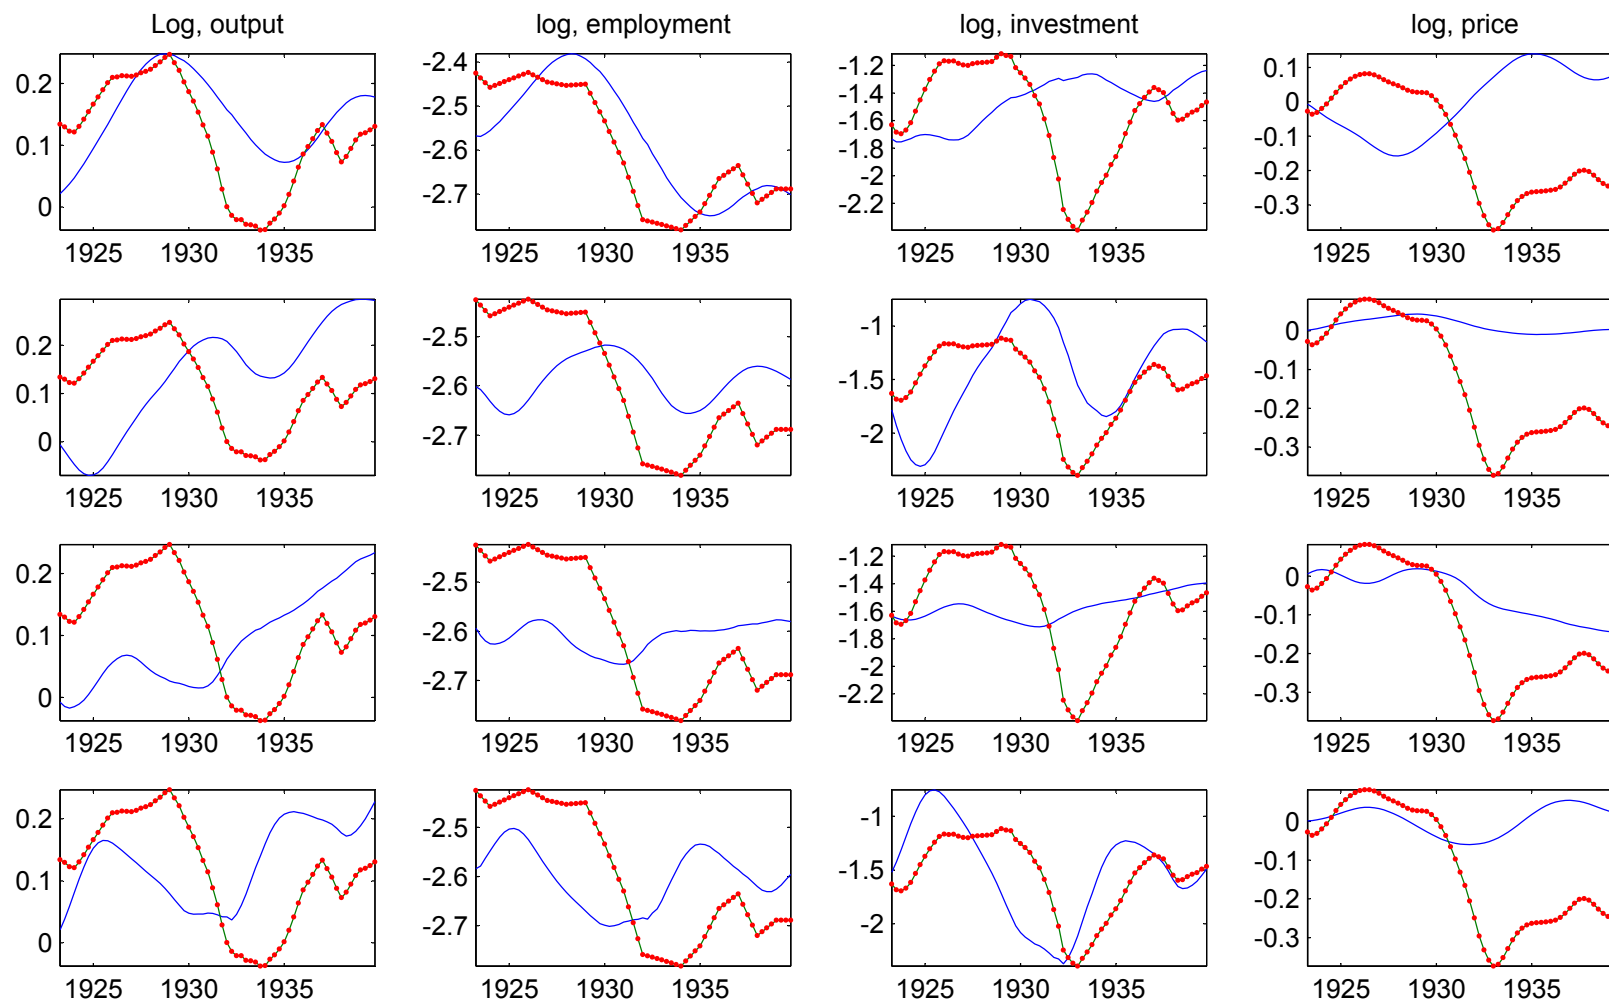 Log, output log, employment log, investment log, price
0.2 0.1 0 -2.4 -2.5 -2.6 -2.7 -1.2 -1.4 -1.6 -1.8 -2 -2.2 0.1 0 -0.1 -0.2 -0.3
1925 1930 1935 1925 1930 1935 1925 1930 1935 1925 1930 1935
0.2 0.1 0 -2.5 -2.6 -2.7 -1 -1.5 -2 0 -0.1 -0.2 -0.3
1925 1930 1935 1925 1930 1935 1925 1930 1935 1925 1930 1935
0.2 0.1 0 -2.5 -2.6 -2.7 -1.2 -1.4 -1.6 -1.8 -2 -2.2 0 -0.1 -0.2 -0.3
1925 1930 1935 1925 1930 1935 1925 1930 1935 1925 1930 1935
0.2 0.1 0 -2.5 -2.6 -2.7 -1 -1.5 -2 0 -0.1 -0.2 -0.3
1925 1930 1935 1925 1930 1935 1925 1930 1935 1925 1930 1935